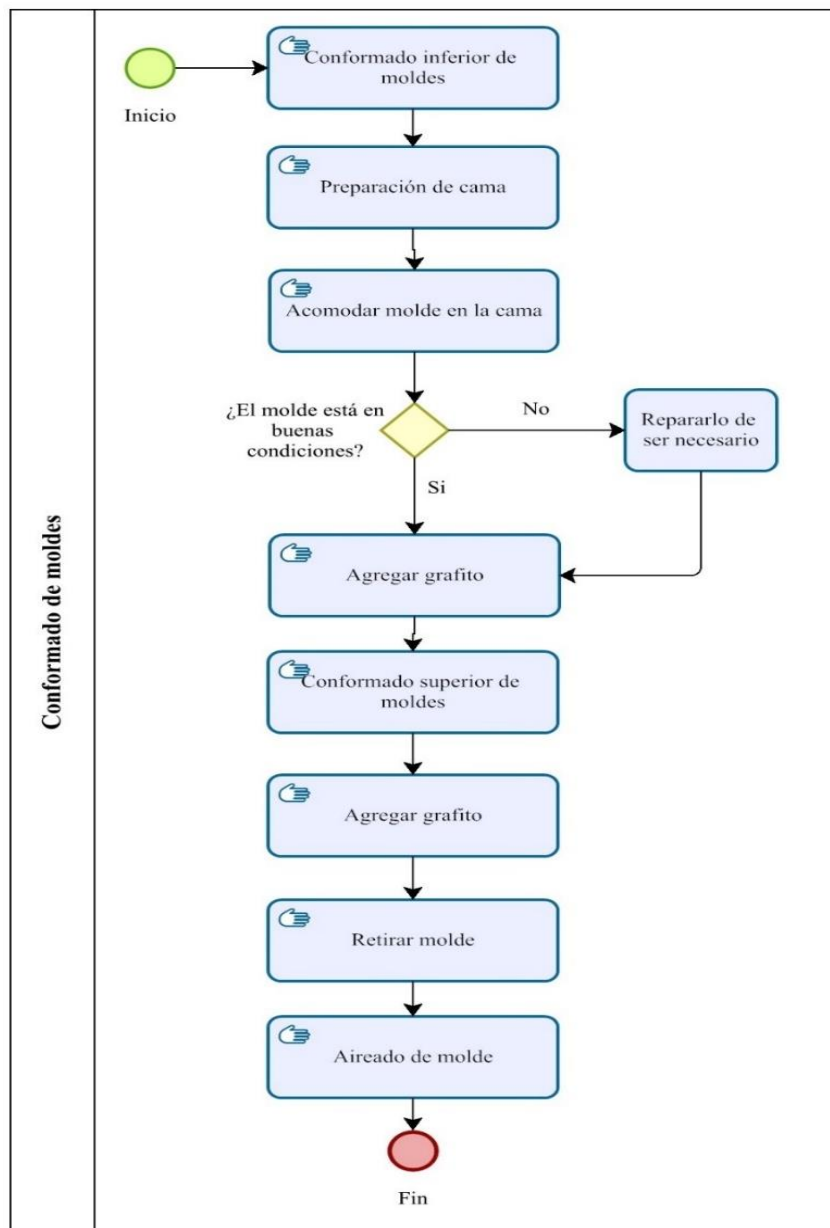 Conformado de moldes
Inicio
Conformado inferior de
moldes
Preparación de cama
Acomodar molde en la cama
¿El molde está en
buenas
condiciones?
No
Repararlo de
ser necesario
Si
Agregar grafito
Conformado superior de
moldes
Agregar grafito
Retirar molde
Aireado de molde
Fin